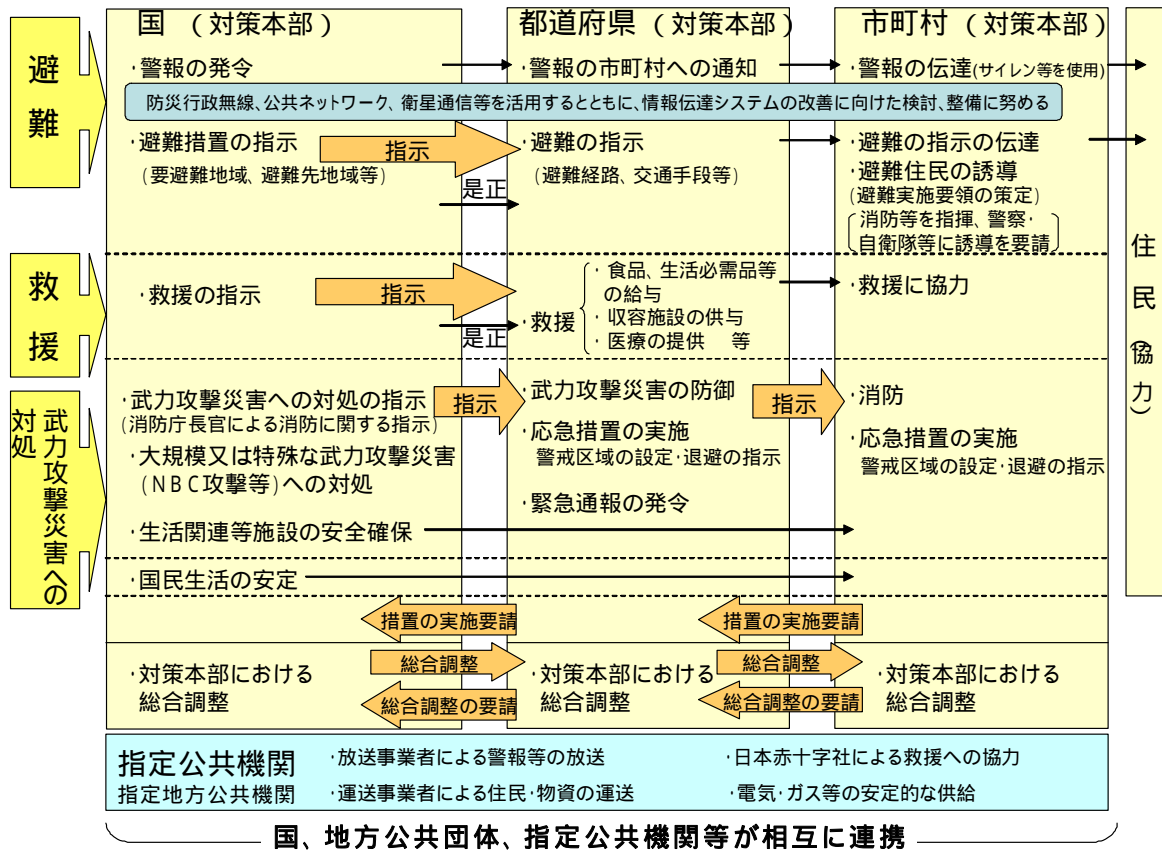 国 (対策本部)
都道府県 (対策本部)
市町村 (対策本部)
避難
･警報の発令
･警報の市町村への通知
･警報の伝達(サイレン等を使用)
防災行政無線、公共ネットワーク、衛星通信等を活用するとともに、情報伝達システムの改善に向けた検討、整備に努める
･避難措置の指示
(要避難地域、避難先地域等)
指示
是正
･避難の指示
(避難経路、交通手段等)
･避難の指示の伝達
･避難住民の誘導
(避難実施要領の策定)
消防等を指揮、警察･
自衛隊等に誘導を要請
救援
･救援の指示
指示
是正
･救援
･食品、生活必需品等
の給与
･収容施設の供与
･医療の提供 等
･救援に協力
武力攻撃災害への
対処
･武力攻撃災害への対処の指示
(消防庁長官による消防に関する指示)
･大規模又は特殊な武力攻撃災害
(NBC攻撃等)への対処
･生活関連等施設の安全確保
指示
･武力攻撃災害の防御
･応急措置の実施
警戒区域の設定･退避の指示
･緊急通報の発令
指示
･消防
･応急措置の実施
警戒区域の設定･退避の指示
･国民生活の安定
措置の実施要請
措置の実施要請
･対策本部における
総合調整
総合調整
総合調整の要請
･対策本部における
総合調整
総合調整
総合調整の要請
･対策本部における
総合調整
住民(協力)
指定公共機関
指定地方公共機関
･放送事業者による警報等の放送
･日本赤十字社による救援への協力
･運送事業者による住民･物資の運送
･電気･ガス等の安定的な供給
国、地方公共団体、指定公共機関等が相互に連携